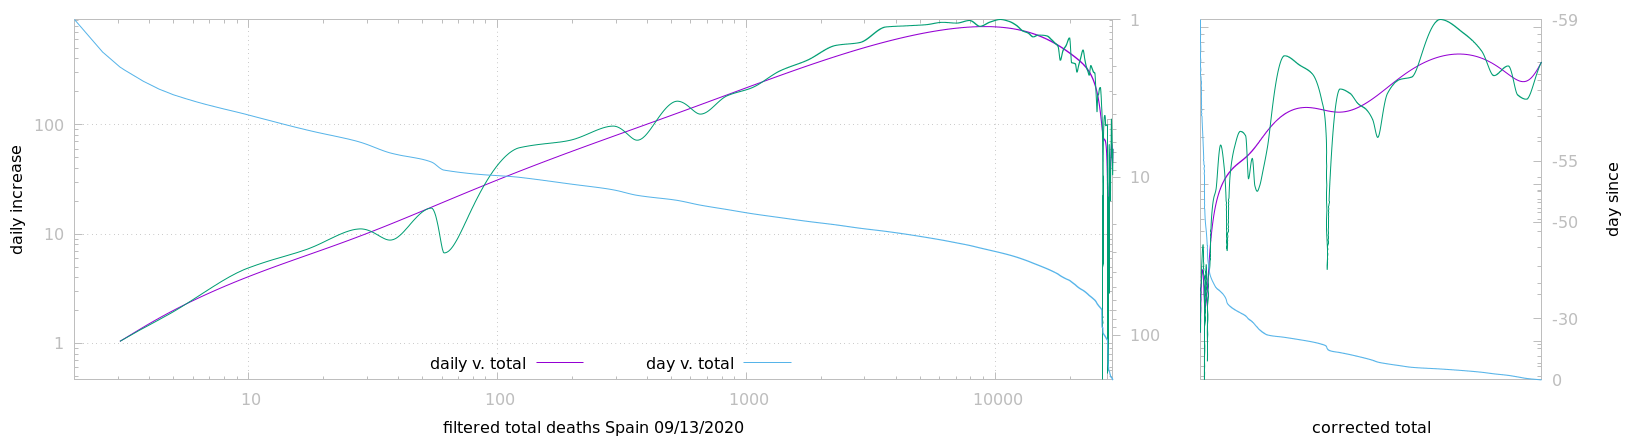 daily increase
100
10
1
10
100
1000
10000
1
10
100
daily v. total
day v. total
filtered total deaths Spain 09/13/2020
-59
-55
-50
-30
0
day since
corrected total